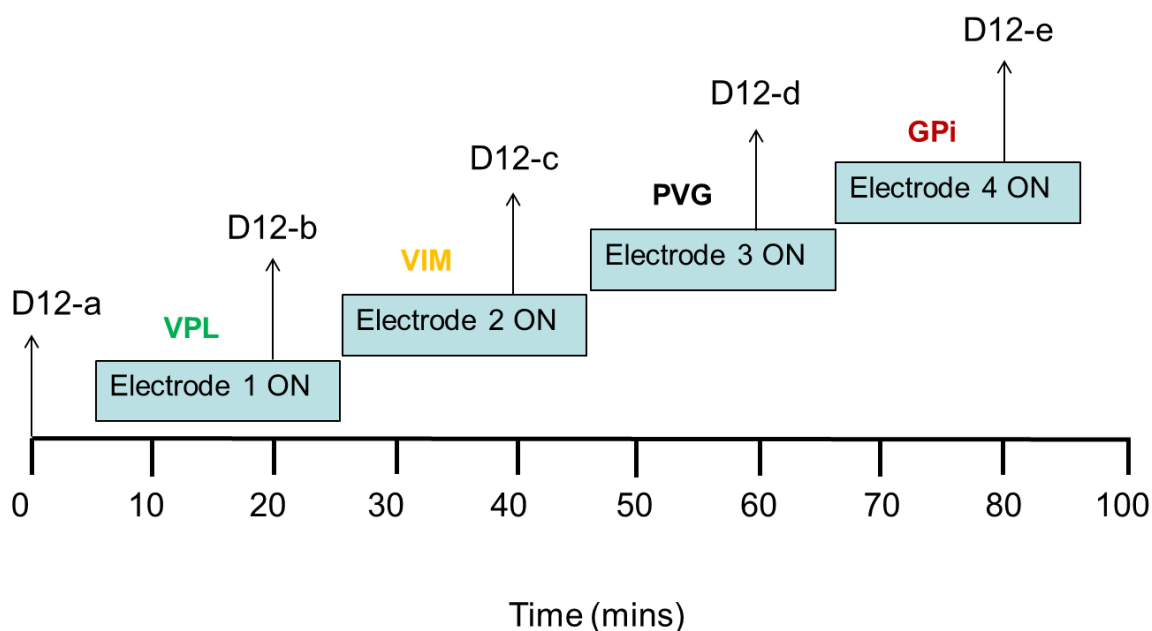 D12-e
D12-d
GPi
D12-c
Electrode 4 ON
PVG
D12-b
Electrode 3 ON
VIM
D12-a
Electrode 2 ON
VPL
Electrode 1 ON
0 10 20 30 40 50 60 70 80 100
Time (mins)